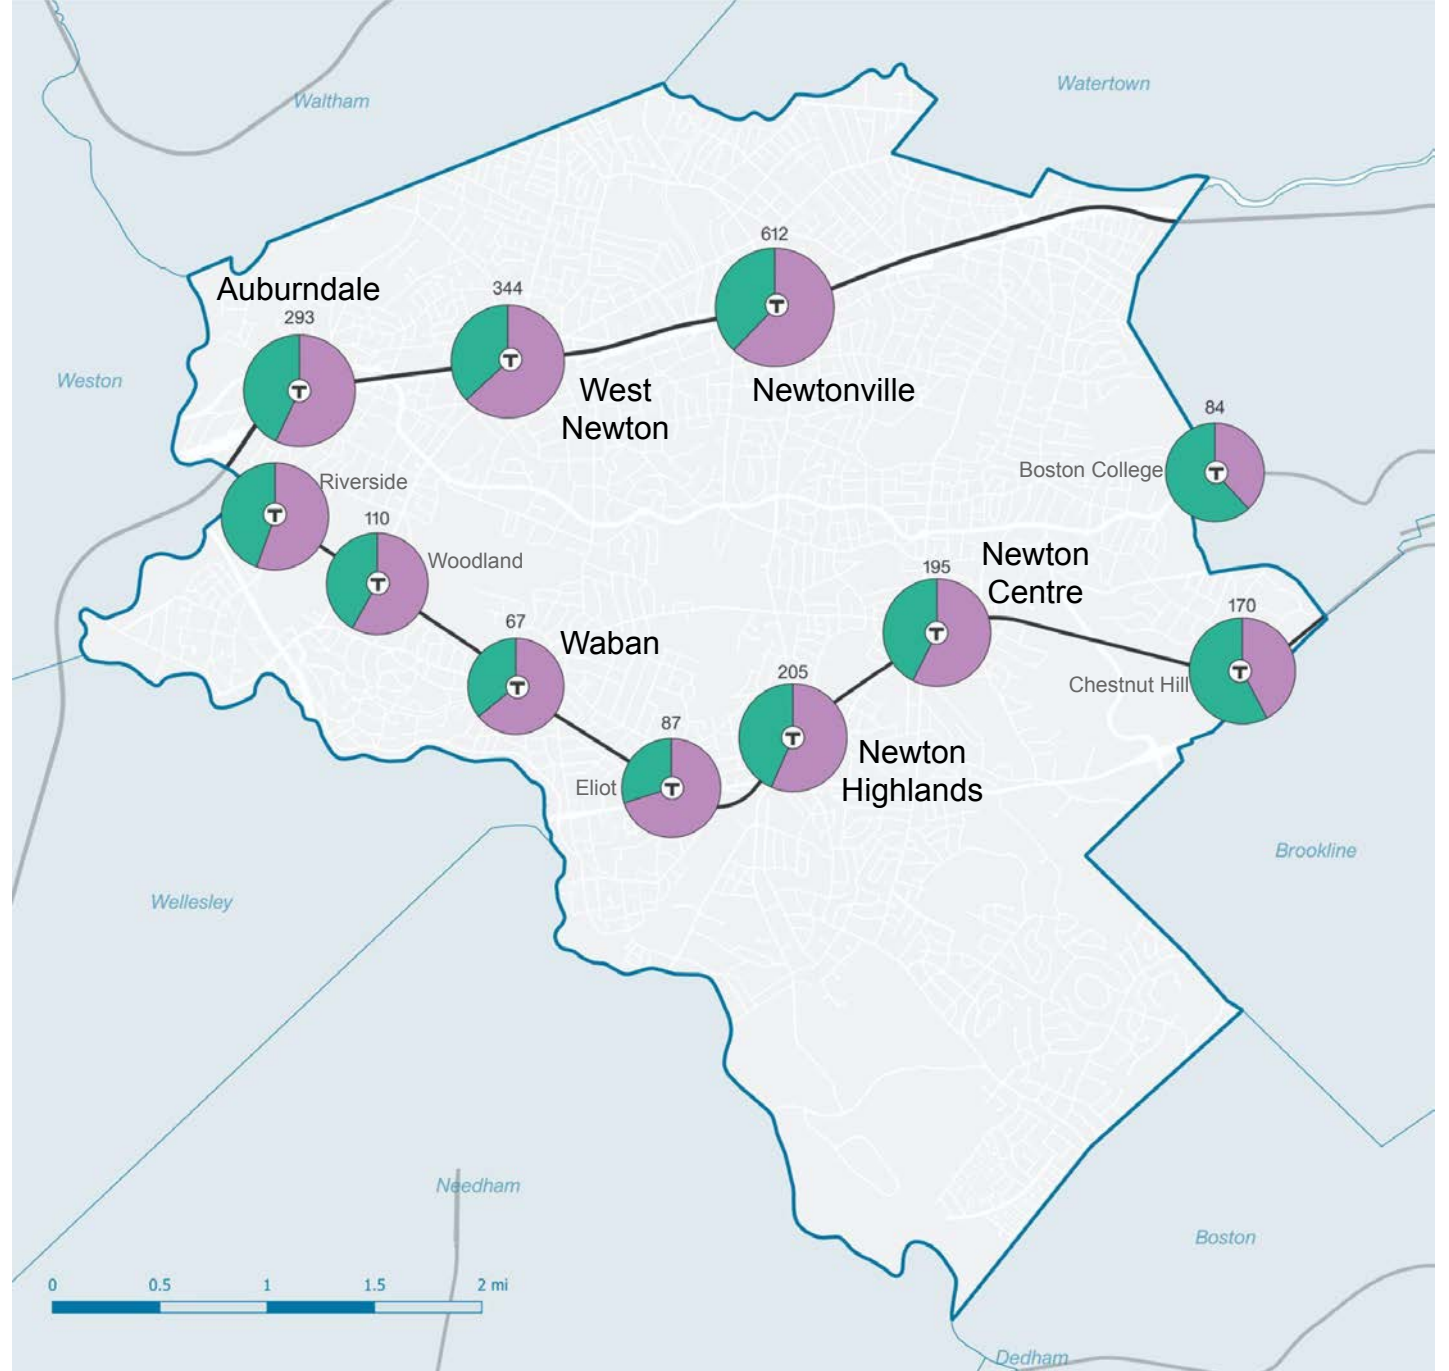 Waltham
Watertown
612
Auburndale
344
293
Weston
West
Newton
Newtonville
84
Boston College
T
T
T
T
Riverside
110
Woodland
T
T
Newton
Centre
195
170
67
Waban
T
T
T
Chestnut Hill
T
205
87
Newton
Highlands
Eliot
T
T
Brookline
Wellesley
Needham
Boston
0 0.5 1 1.5 2 mi
Dedham